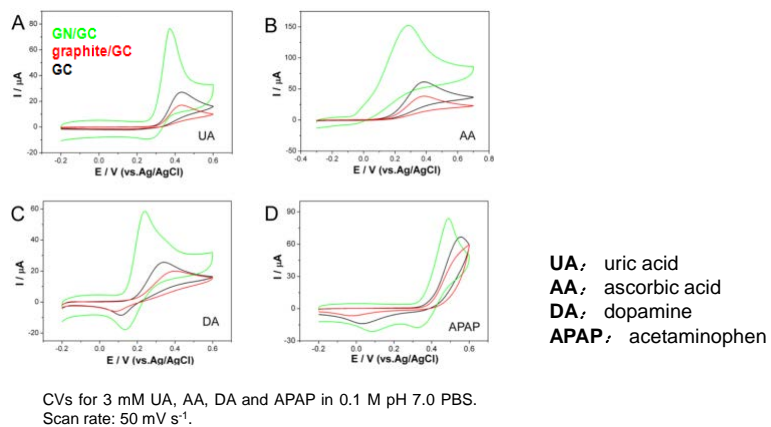 A
80
60
40
20
0
-20
I / μA
GN/GC
graphite/GC
GC
UA
-0.2 0.0 0.2 0.4 0.6
E / V (vs.Ag/AgCl)
B
150
100
50
0
-50
I / μA
AA
-0.4 -0.2 0.0 0.2 0.4 0.6 0.8
E / V (vs.Ag/AgCl)
C
60
40
20
0
-20
I / μA
DA
-0.2 0.0 0.2 0.4 0.6
E / V (vs.Ag/AgCl)
D
90
60
30
0
-30
I / μA
APAP
-0.2 0.0 0.2 0.4 0.6
E / V (vs.Ag/AgCl)
UA： uric acid
AA： ascorbic acid
DA： dopamine
APAP： acetaminophen
CVs for 3 mM UA, AA, DA and APAP in 0.1 M pH 7.0 PBS.
Scan rate: 50 mV s-1.